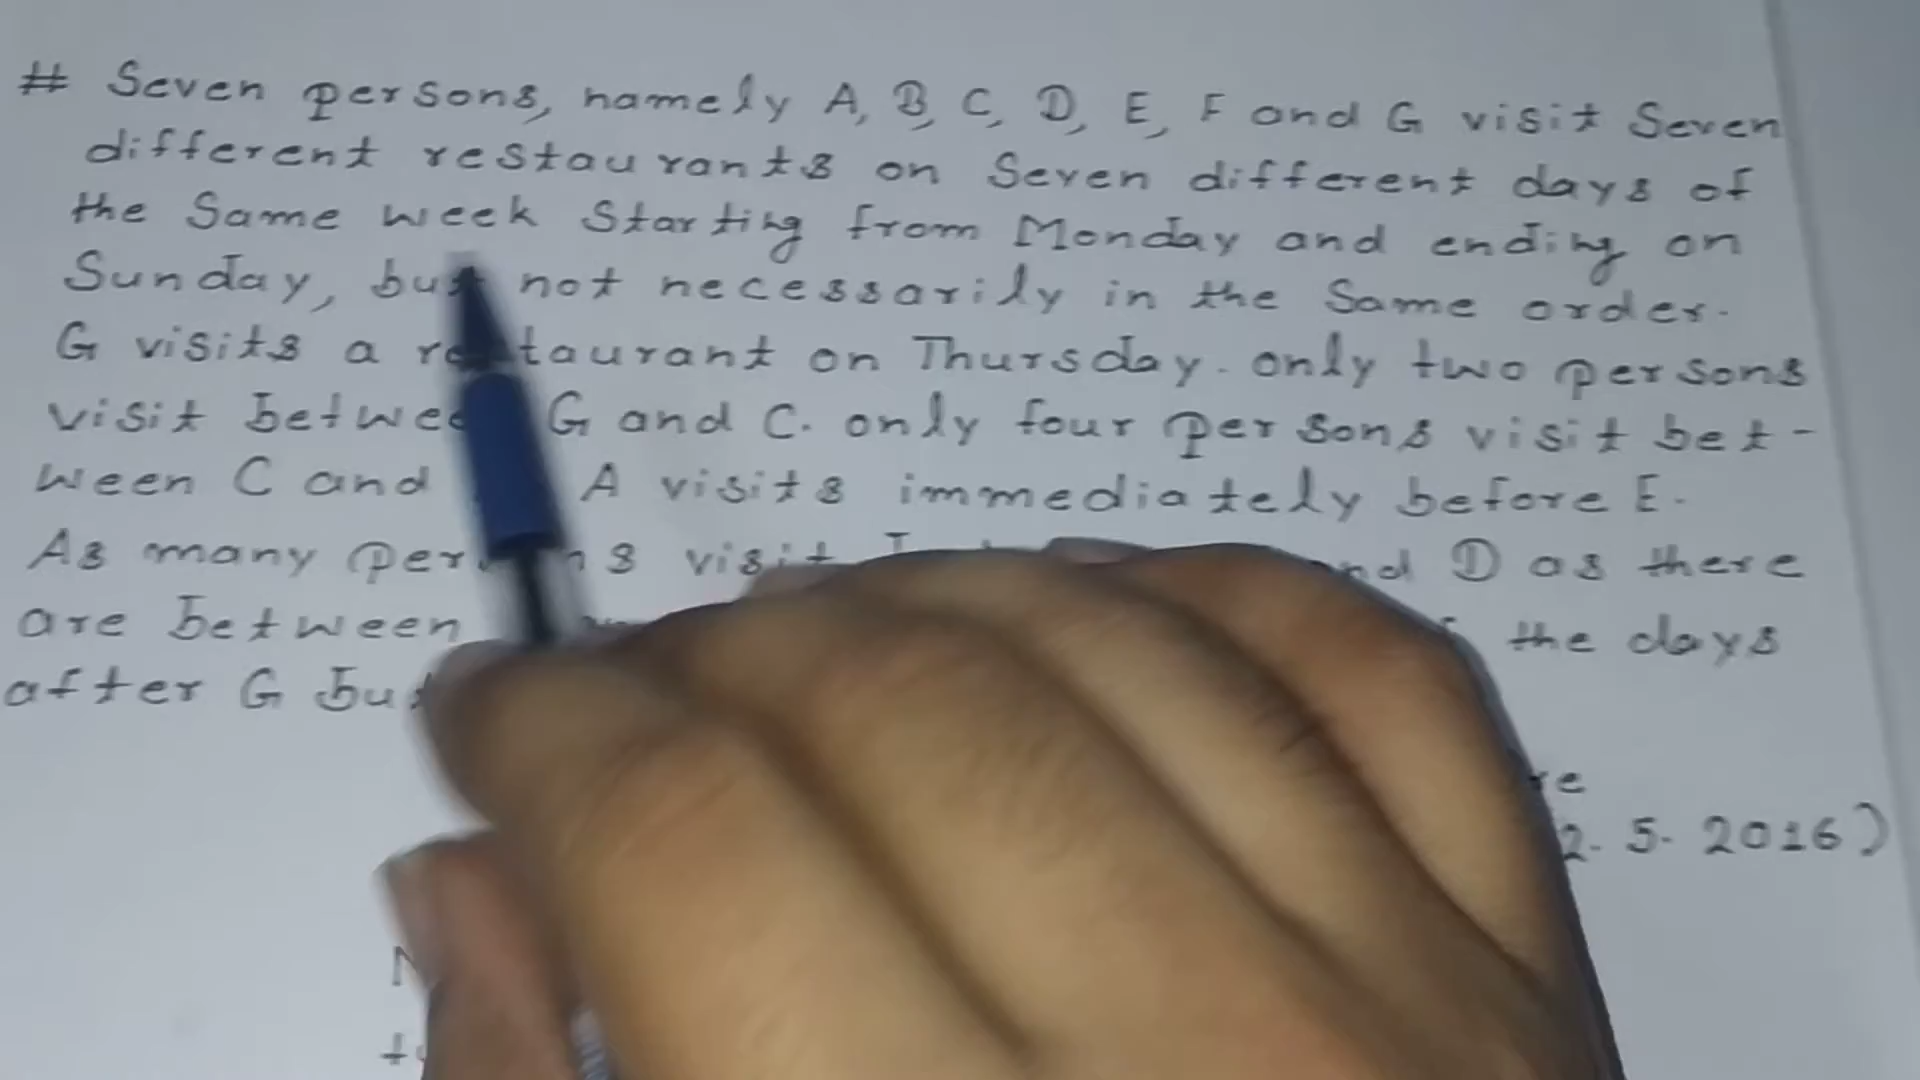 # Seven persons, namely A, B, C, D, E, F and G visit Seven
different restaurants on Seven different days of
the Same week Starting from Monday and ending on
Sunday, but not necessarily in the Same order.
G visits a restaurant on Thursday. only two persons
visit between G and C. only four persons visit bet-
ween C and A visits immediately before E.
As many persons visit and D as there
are between the days
after G but
2. 5. 2016)